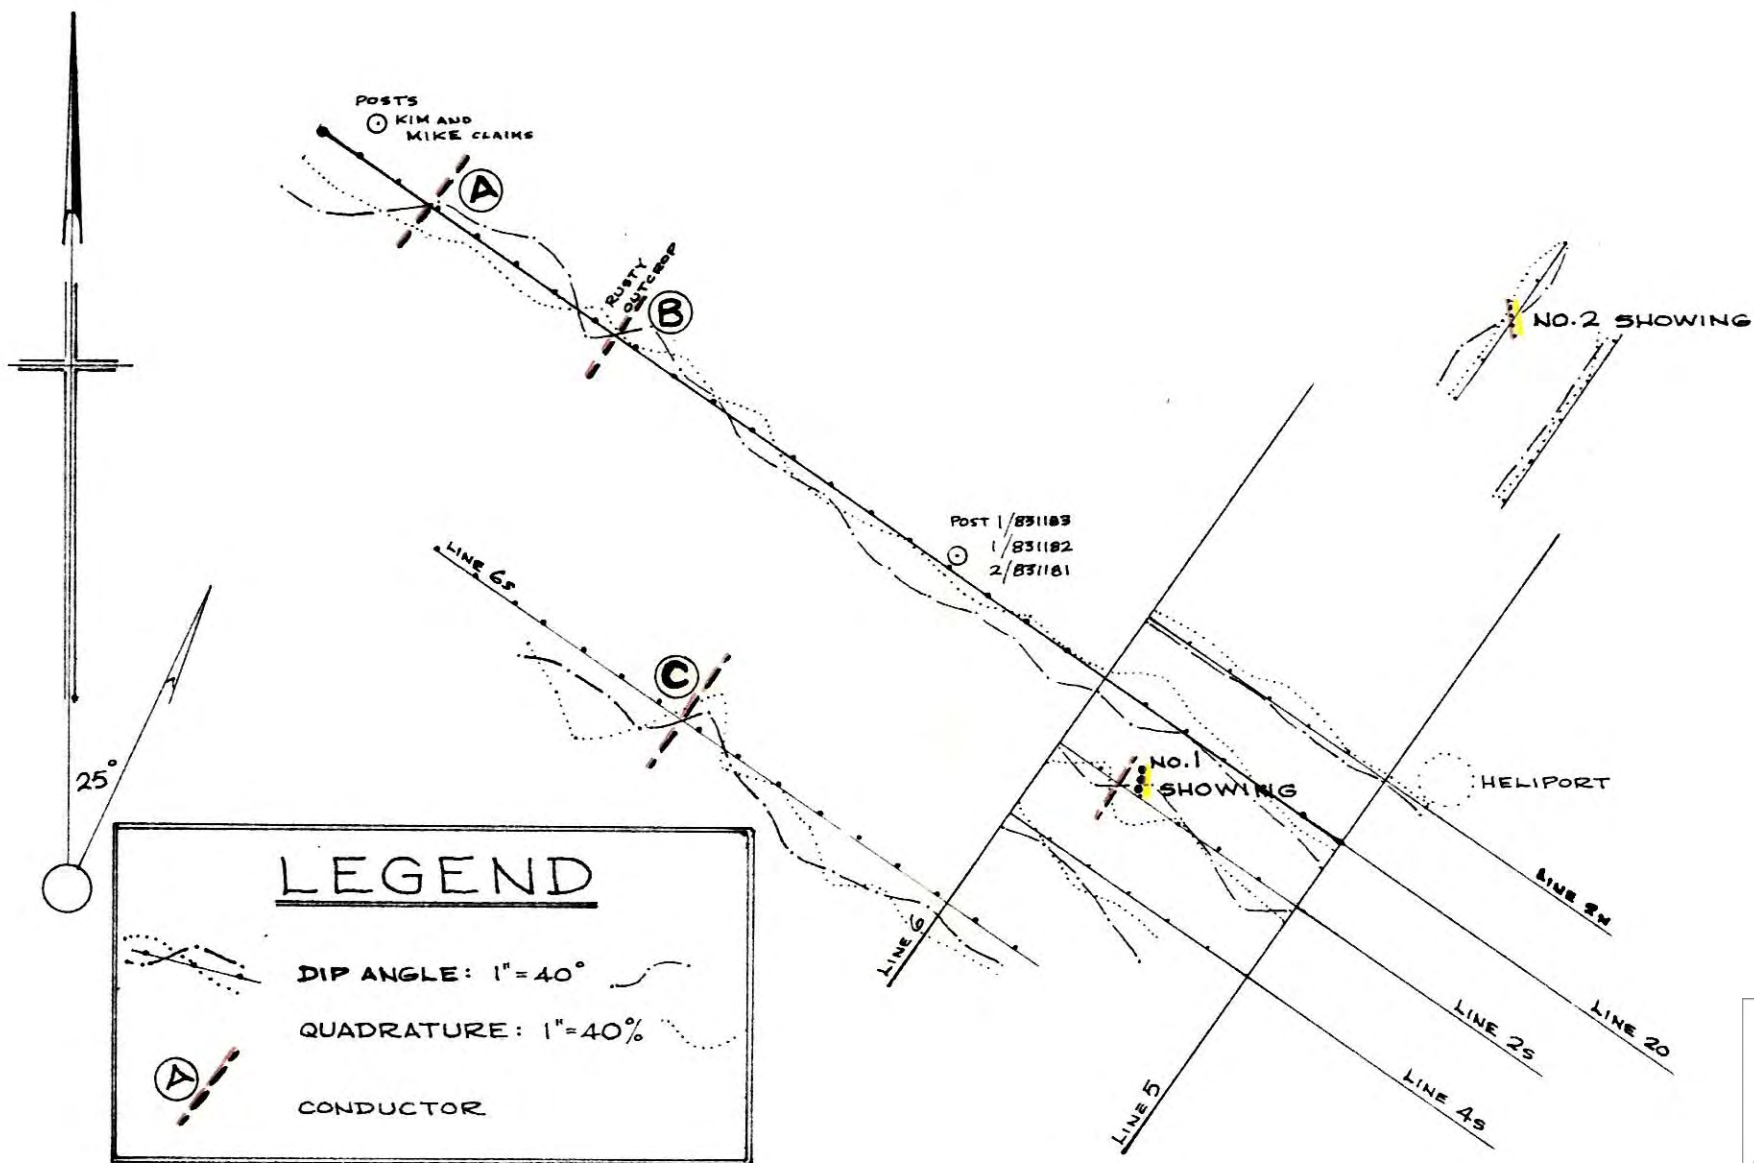 POSTS
KIM AND
MIKE CLAIMS
A
RUSTY
OUTCROP
B
NO.2 SHOWING
POST 1/831183
1/831182
2/831181
LINE 6S
C
NO.1
SHOWING
HELIPORT
25°
LINE 6
LINE 2N
LINE 20
LINE 2S
LINE 4S
LINE 5
LEGEND
DIP ANGLE: 1"=40°
QUADRATURE: 1"=40%
A
CONDUCTOR